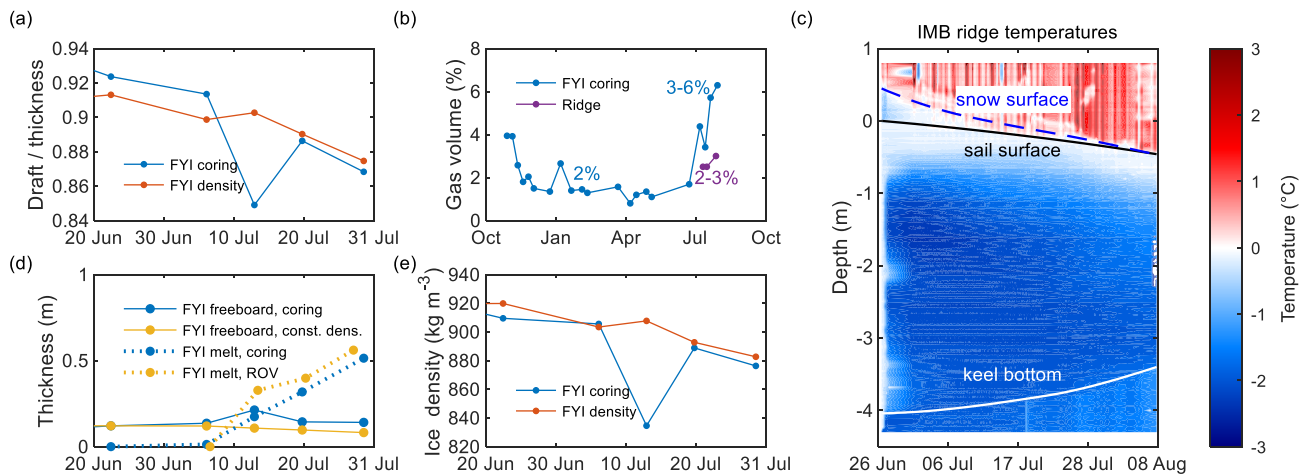 (a)
0.94
0.92
0.9
0.88
0.86
0.84
Draft / thickness
FYI coring
FYI density
20 Jun
30 Jun
10 Jul
20 Jul
31 Jul
(b)
8
6
4
2
0
Gas volume (%)
FYI coring
Ridge
3-6%
2%
2-3%
Oct
Jan
Apr
Jul
Oct
(c)
IMB ridge temperatures
1
0
-1
-2
-3
-4
Depth (m)
snow surface
sail surface
keel bottom
26 Jun
06 Jul
17 Jul
28 Jul
08 Aug
3
2
1
0
-1
-2
-3
Temperature (°C)
(d)
1
0.5
0
Thickness (m)
FYI freeboard, coring
FYI freeboard, const. dens.
FYI melt, coring
FYI melt, ROV
20 Jun
30 Jun
10 Jul
20 Jul
31 Jul
(e)
940
920
900
880
860
840
820
Ice density (kg m⁻³)
FYI coring
FYI density
20 Jun
30 Jun
10 Jul
20 Jul
31 Jul